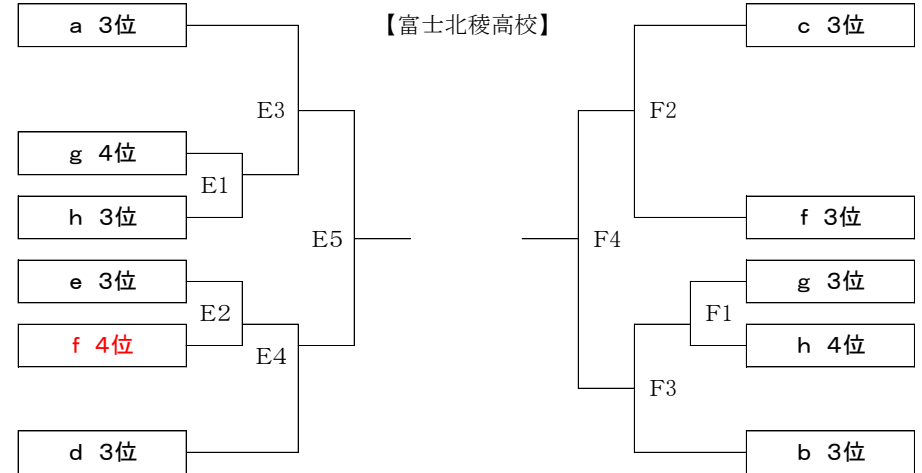 a 3位
【富士北稜高校】
c 3位
E3
F2
g 4位
E1
h 3位
f 3位
E5
F4
e 3位
g 3位
E2
F1
f 4位
h 4位
E4
F3
d 3位
b 3位